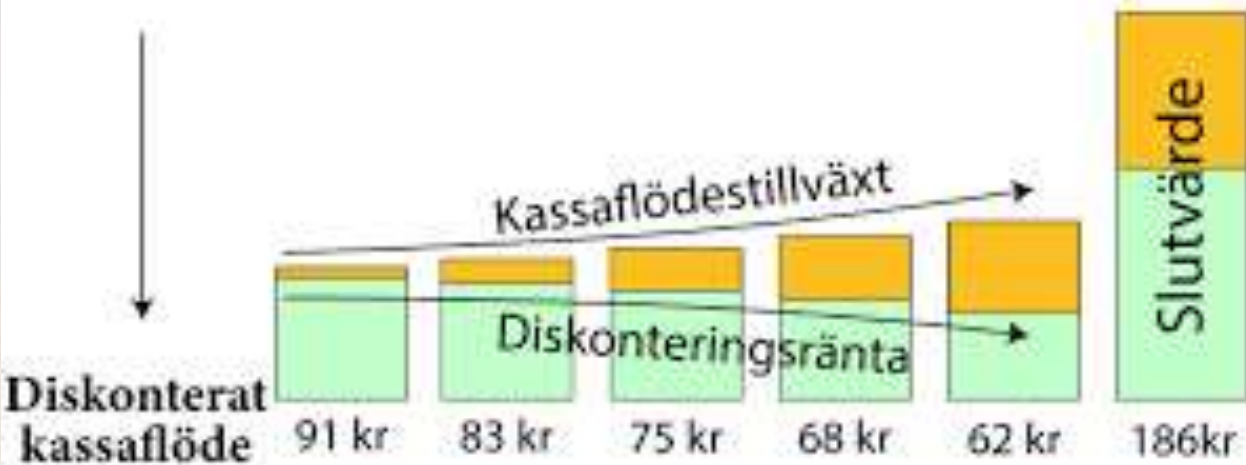 Slutvärde
Kassaflödestillväxt
Diskonteringsränta
Diskonterat
kassaflöde
91 kr
83 kr
75 kr
68 kr
62 kr
186kr